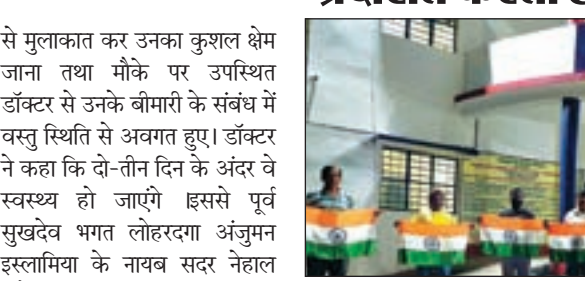 से मुलाकात कर उनका कुशल क्षेम
जाना तथा मौके पर उपस्थित
डॉक्टर से उनके बीमारी के संबंध में
वस्तु स्थिति से अवगत हुए। डॉक्टर
ने कहा कि दो-तीन दिन के अंदर वे
स्वस्थ्य हो जाएंगे ।इससे पूर्व
सुखदेव भगत लोहरदगा अंजुमन
इस्लामिया के नायब सदर नेहाल